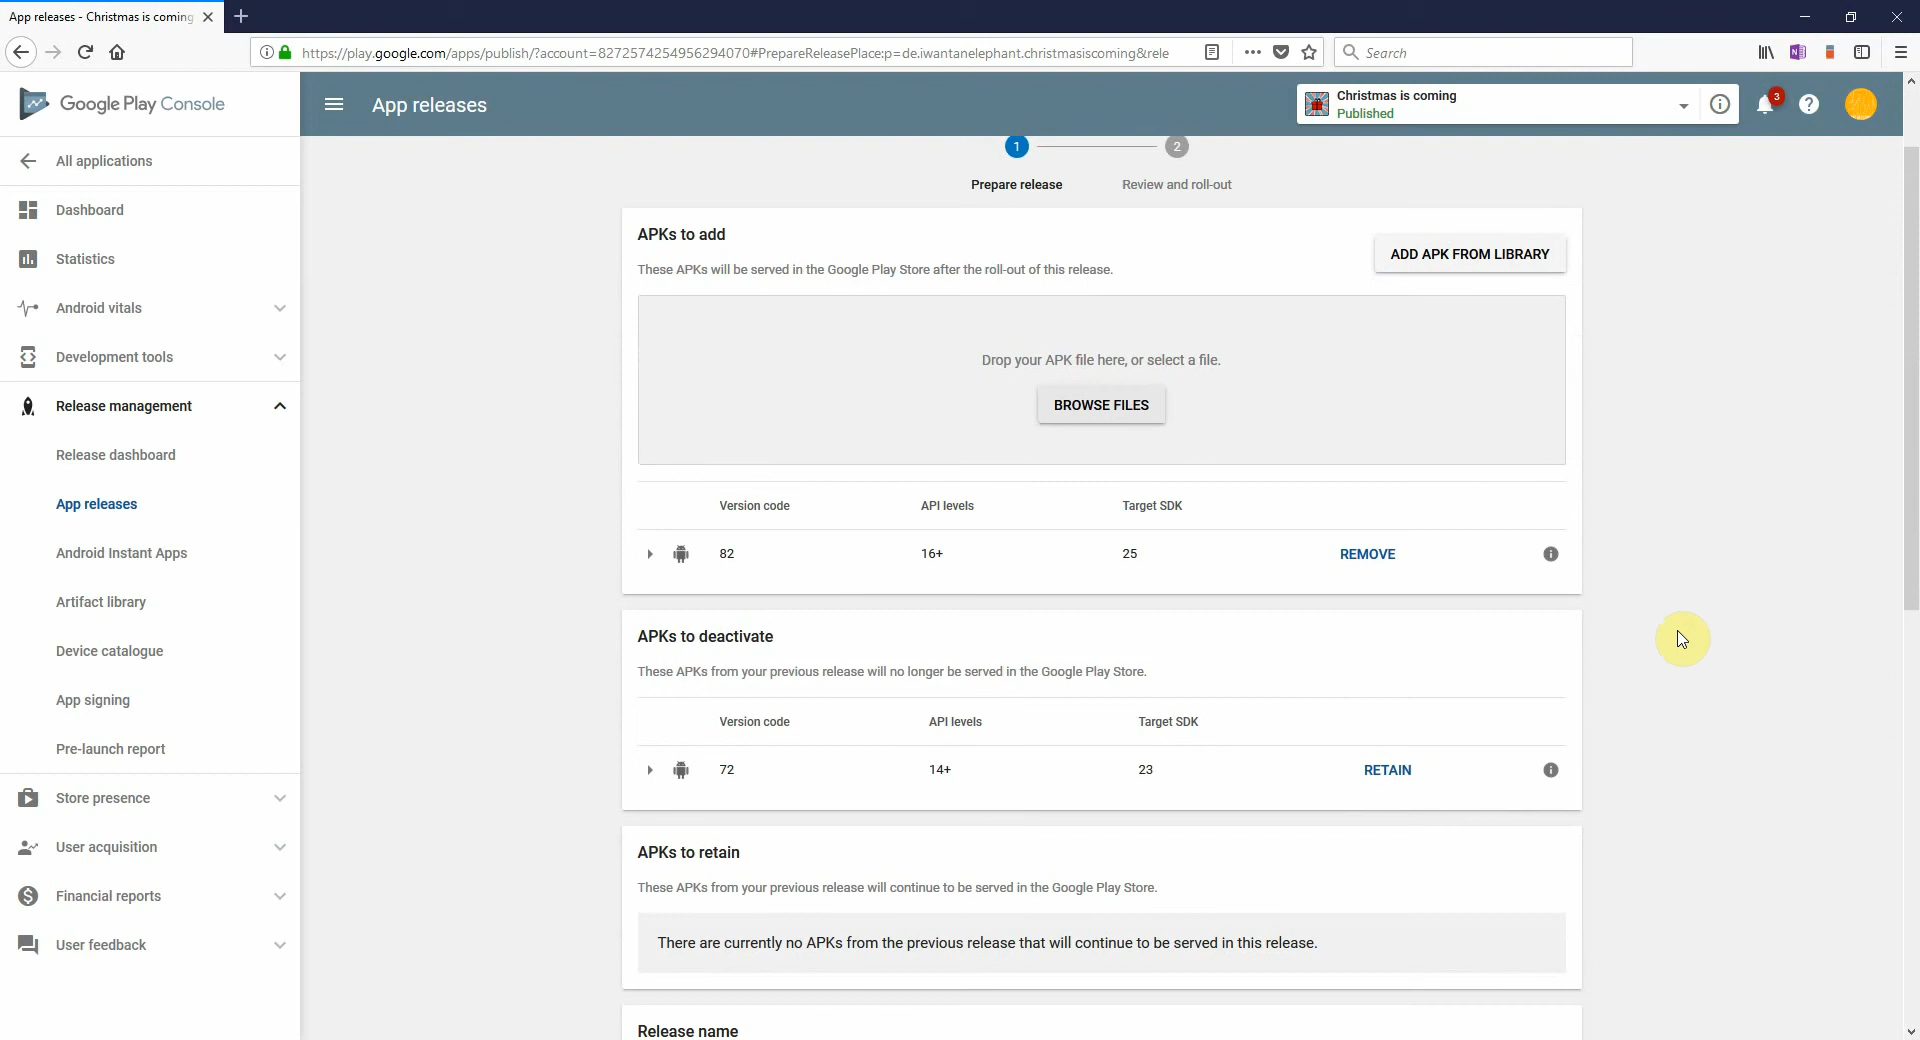 App releases - Christmas is coming
https://play.google.com/apps/publish/?account=8272574254956294070#PrepareReleasePlace:p=de.iwantanelephant.christmasiscoming&rele
Search
Google Play Console
App releases
Christmas is coming
Published
3
All applications
Dashboard
Statistics
Android vitals
Development tools
Release management
Release dashboard
App releases
Android Instant Apps
Artifact library
Device catalogue
App signing
Pre-launch report
Store presence
User acquisition
Financial reports
User feedback
1
2
Prepare release
Review and roll-out
APKs to add
These APKs will be served in the Google Play Store after the roll-out of this release.
ADD APK FROM LIBRARY
Drop your APK file here, or select a file.
BROWSE FILES
Version code API levels Target SDK
82 16+ 25 REMOVE
APKs to deactivate
These APKs from your previous release will no longer be served in the Google Play Store.
Version code API levels Target SDK
72 14+ 23 RETAIN
APKs to retain
These APKs from your previous release will continue to be served in the Google Play Store.
There are currently no APKs from the previous release that will continue to be served in this release.
Release name